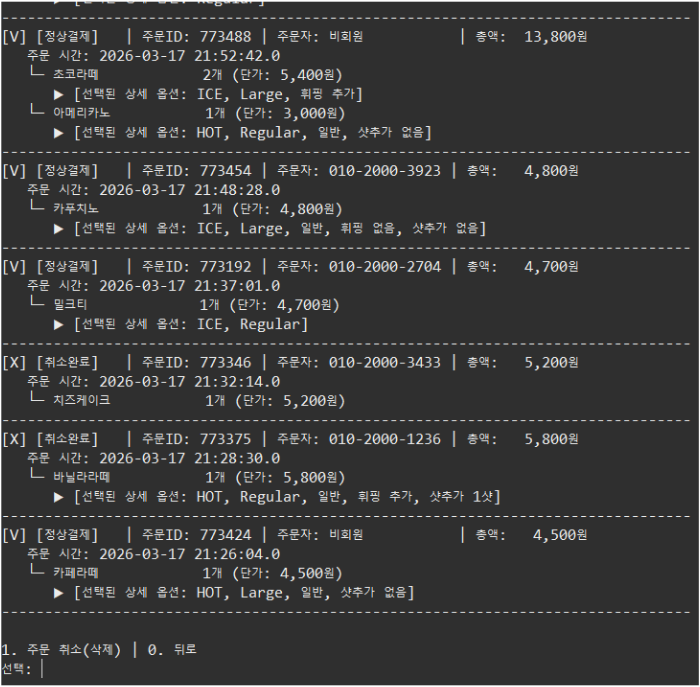 ▶ [선택된 상세 옵션: Regular]
--------------------------------------------------------------------------------------
[V] [정상결제]   | 주문ID: 773488 | 주문자: 비회원            | 총액:   13,800원
   주문 시간: 2026-03-17 21:52:42.0
   └─ 초코라떼             2개 (단가: 5,400원)
      ▶ [선택된 상세 옵션: ICE, Large, 휘핑 추가]
   └─ 아메리카노            1개 (단가: 3,000원)
      ▶ [선택된 상세 옵션: HOT, Regular, 일반, 샷추가 없음]
--------------------------------------------------------------------------------------
[V] [정상결제]   | 주문ID: 773454 | 주문자: 010-2000-3923 | 총액:   4,800원
   주문 시간: 2026-03-17 21:48:28.0
   └─ 카푸치노             1개 (단가: 4,800원)
      ▶ [선택된 상세 옵션: ICE, Large, 일반, 휘핑 없음, 샷추가 없음]
--------------------------------------------------------------------------------------
[V] [정상결제]   | 주문ID: 773192 | 주문자: 010-2000-2704 | 총액:   4,700원
   주문 시간: 2026-03-17 21:37:01.0
   └─ 밀크티              1개 (단가: 4,700원)
      ▶ [선택된 상세 옵션: ICE, Regular]
--------------------------------------------------------------------------------------
[X] [취소완료]   | 주문ID: 773346 | 주문자: 010-2000-3433 | 총액:   5,200원
   주문 시간: 2026-03-17 21:32:14.0
   └─ 치즈케이크            1개 (단가: 5,200원)
--------------------------------------------------------------------------------------
[X] [취소완료]   | 주문ID: 773375 | 주문자: 010-2000-1236 | 총액:   5,800원
   주문 시간: 2026-03-17 21:28:30.0
   └─ 바닐라라떼            1개 (단가: 5,800원)
      ▶ [선택된 상세 옵션: HOT, Regular, 일반, 휘핑 추가, 샷추가 1샷]
--------------------------------------------------------------------------------------
[V] [정상결제]   | 주문ID: 773424 | 주문자: 비회원            | 총액:   4,500원
   주문 시간: 2026-03-17 21:26:04.0
   └─ 카페라떼             1개 (단가: 4,500원)
      ▶ [선택된 상세 옵션: HOT, Large, 일반, 샷추가 없음]
--------------------------------------------------------------------------------------
1. 주문 취소(삭제) | 0. 뒤로
선택: